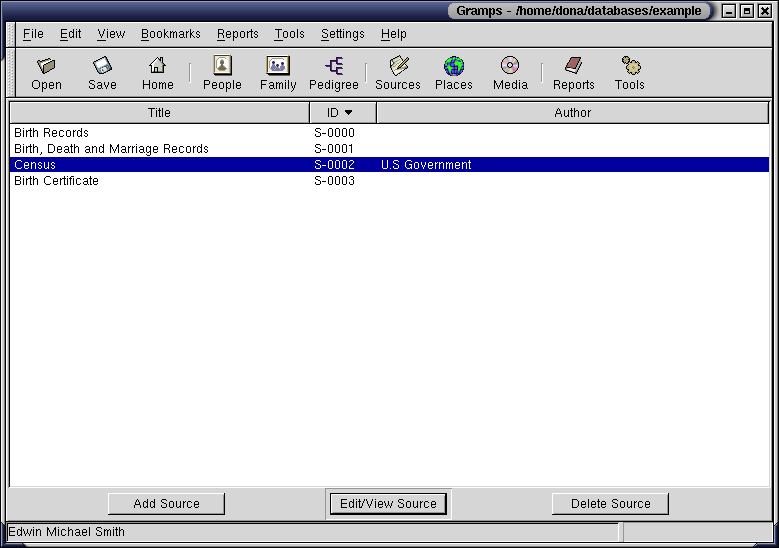 Gramps - /home/dona/databases/example
File Edit View Bookmarks Reports Tools Settings Help
Open Save Home People Family Pedigree Sources Places Media Reports Tools
Title ID Author
Birth Records S-0000
Birth, Death and Marriage Records S-0001
Census S-0002 U.S Government
Birth Certificate S-0003
Add Source Edit/View Source Delete Source
Edwin Michael Smith